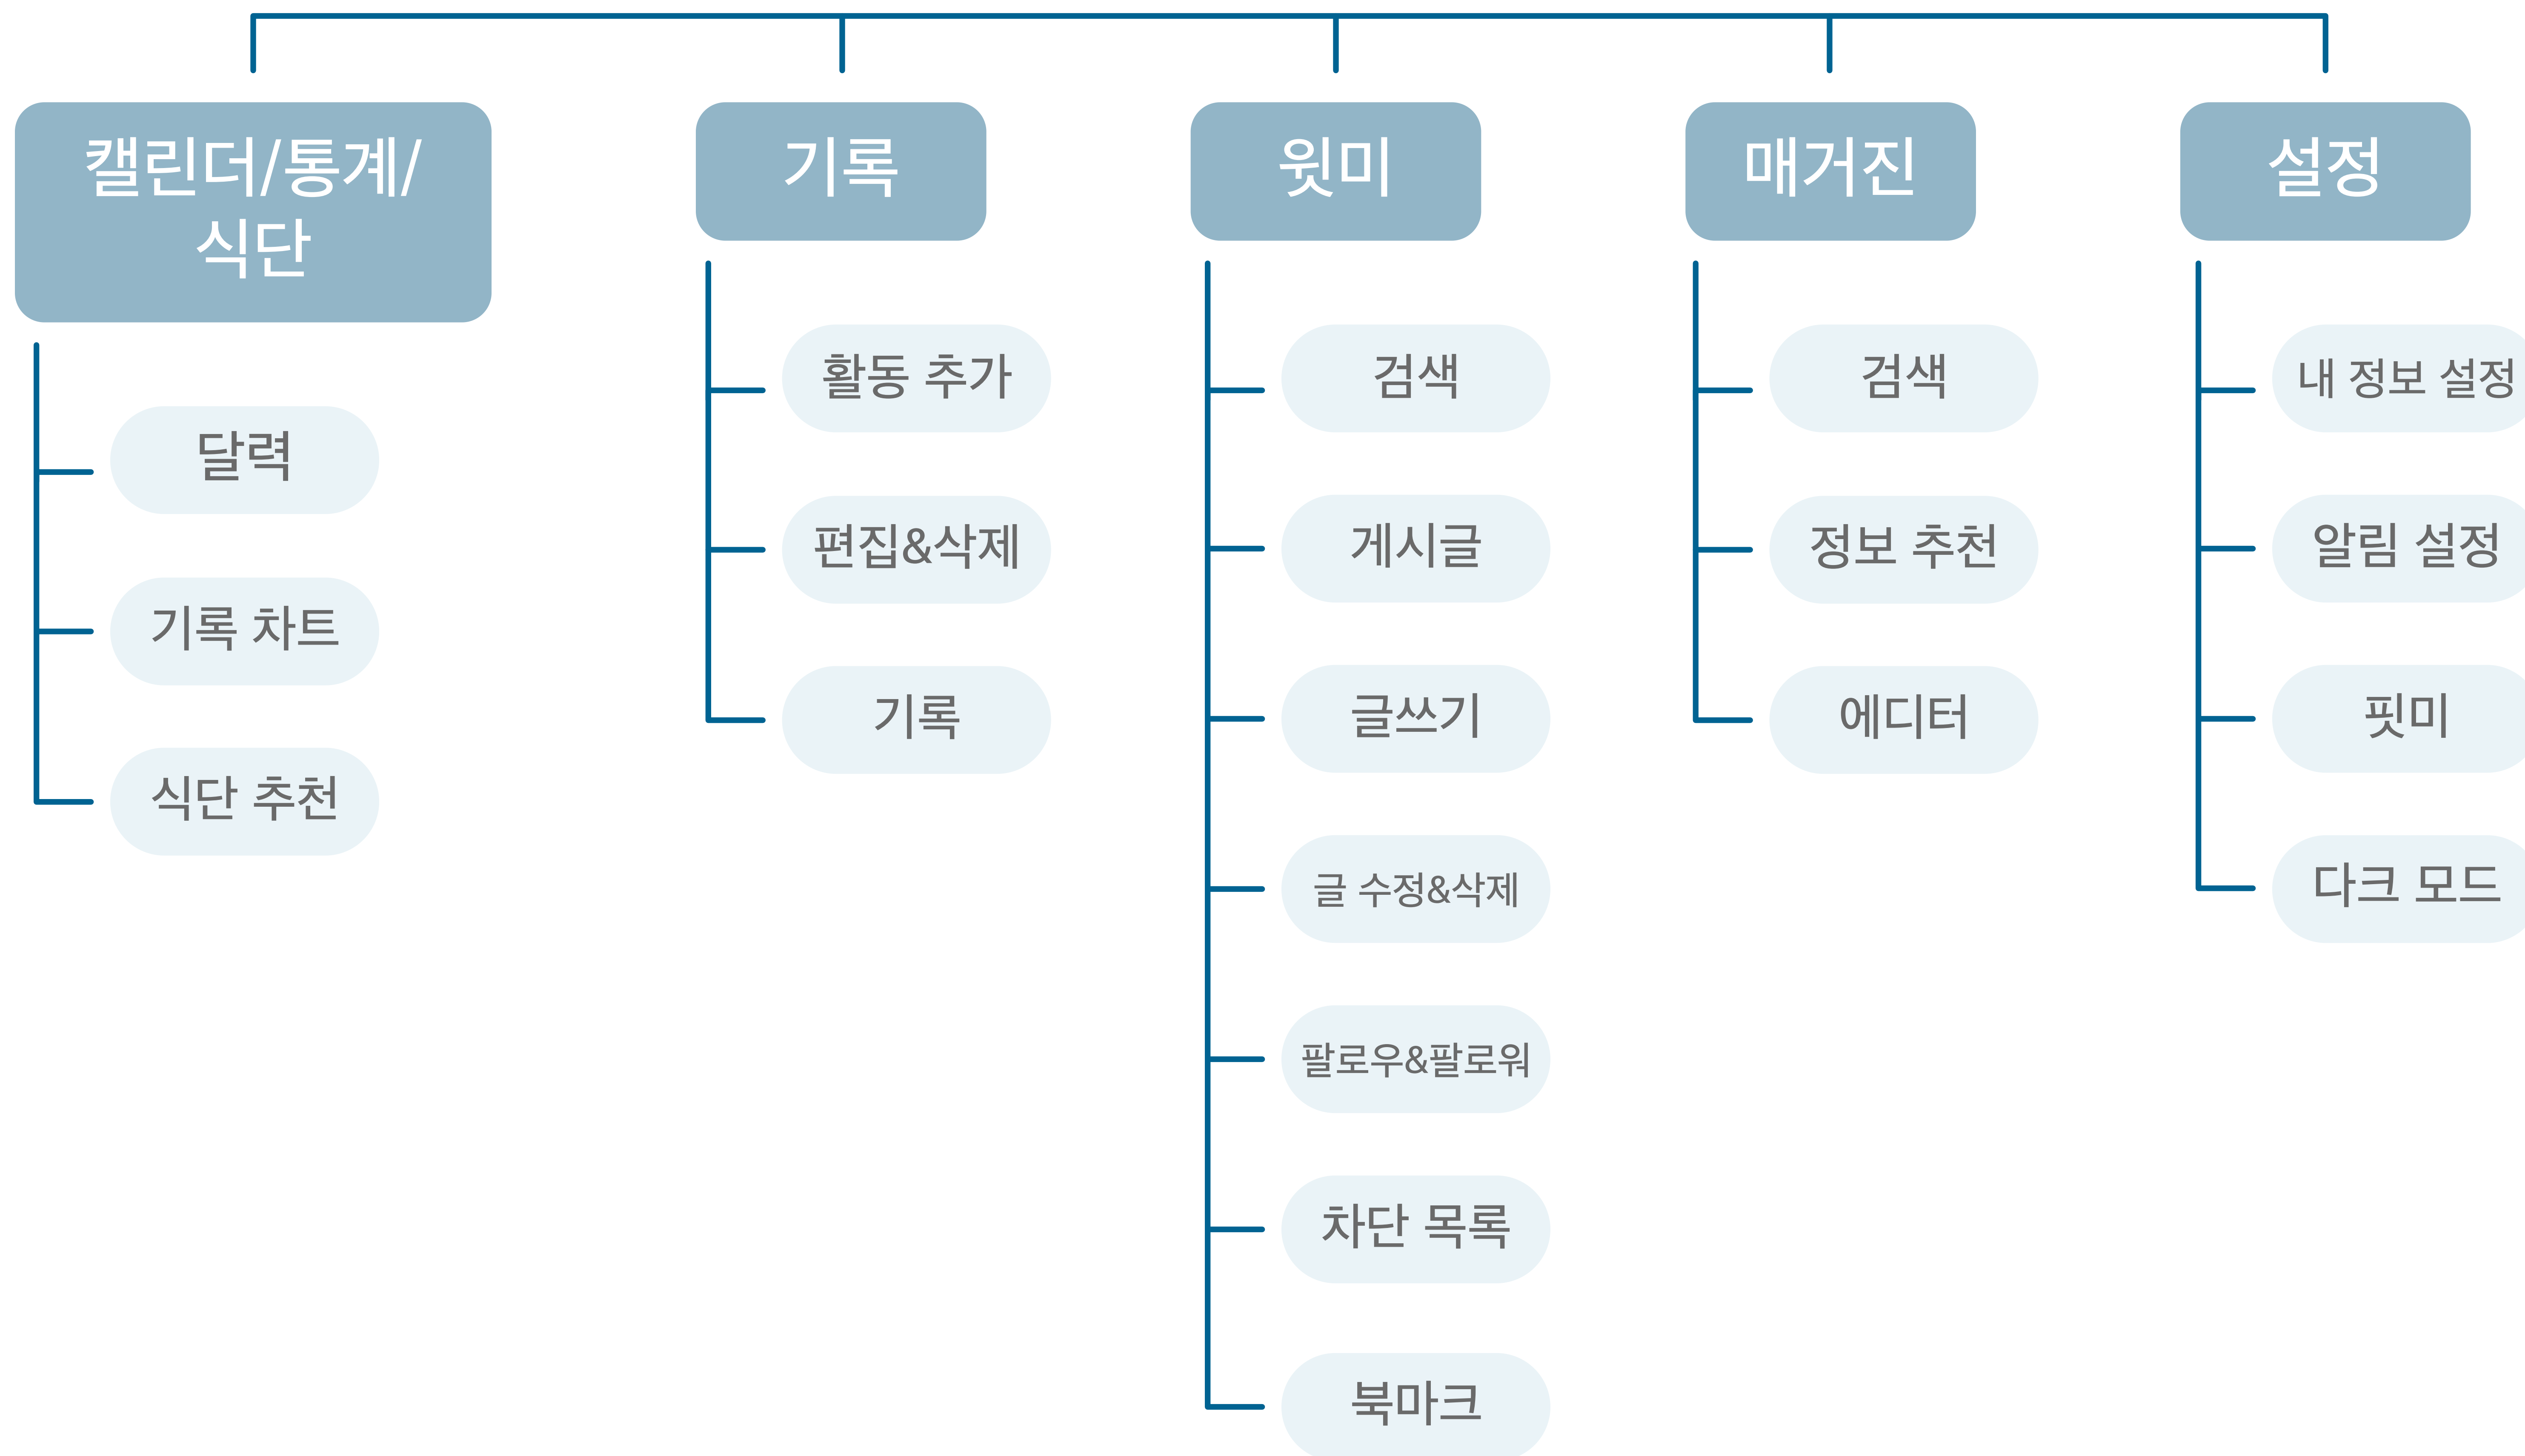 캘린더/통계/
식단
달력
기록 차트
식단 추천
기록
활동 추가
편집&삭제
기록
윗미
검색
게시글
글쓰기
글 수정&삭제
팔로우&팔로워
차단 목록
북마크
매거진
검색
정보 추천
에디터
설정
내 정보 설정
알림 설정
핏미
다크 모드